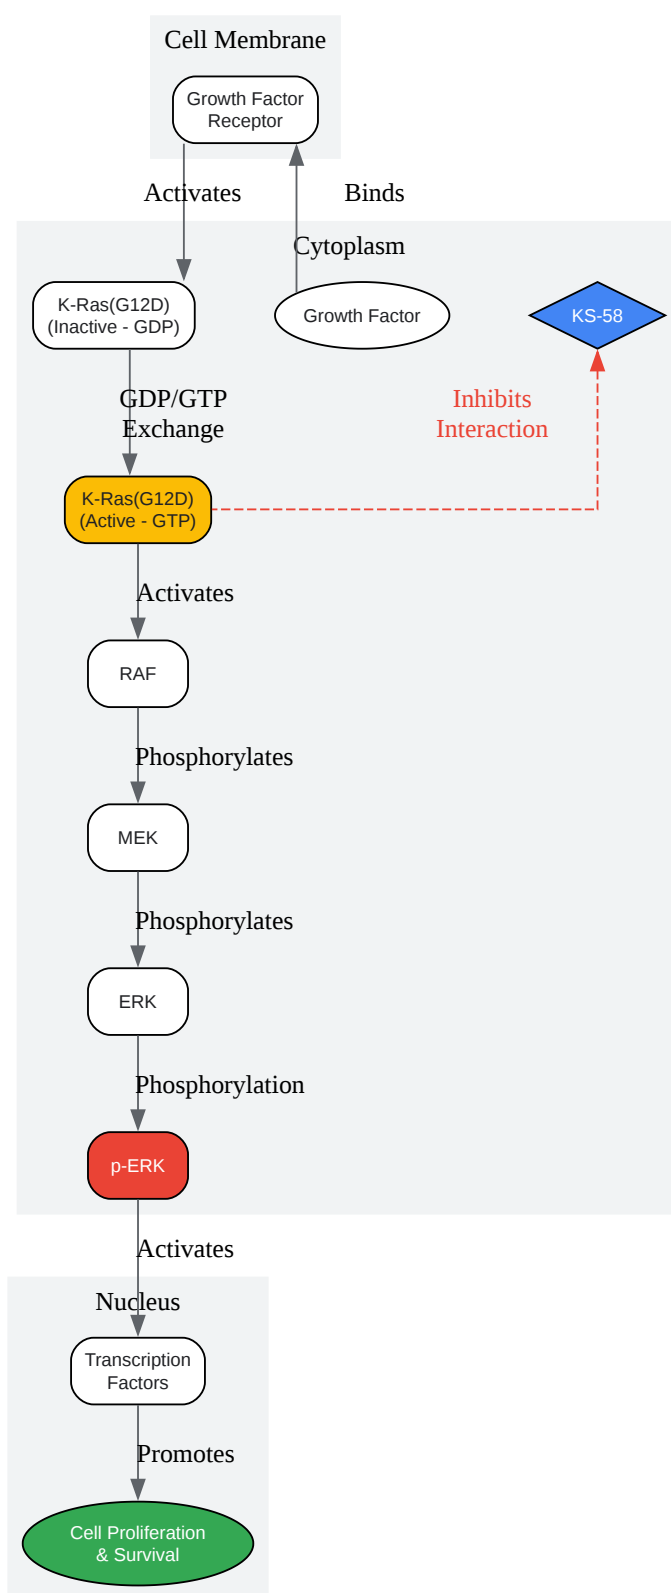 Cell Membrane
Growth Factor
Receptor
Activates
Binds
Cytoplasm
K-Ras(G12D)
(Inactive - GDP)
Growth Factor
KS-58
GDP/GTP
Exchange
Inhibits
Interaction
K-Ras(G12D)
(Active - GTP)
Activates
RAF
Phosphorylates
MEK
Phosphorylates
ERK
Phosphorylation
p-ERK
Activates
Nucleus
Transcription
Factors
Promotes
Cell Proliferation
& Survival